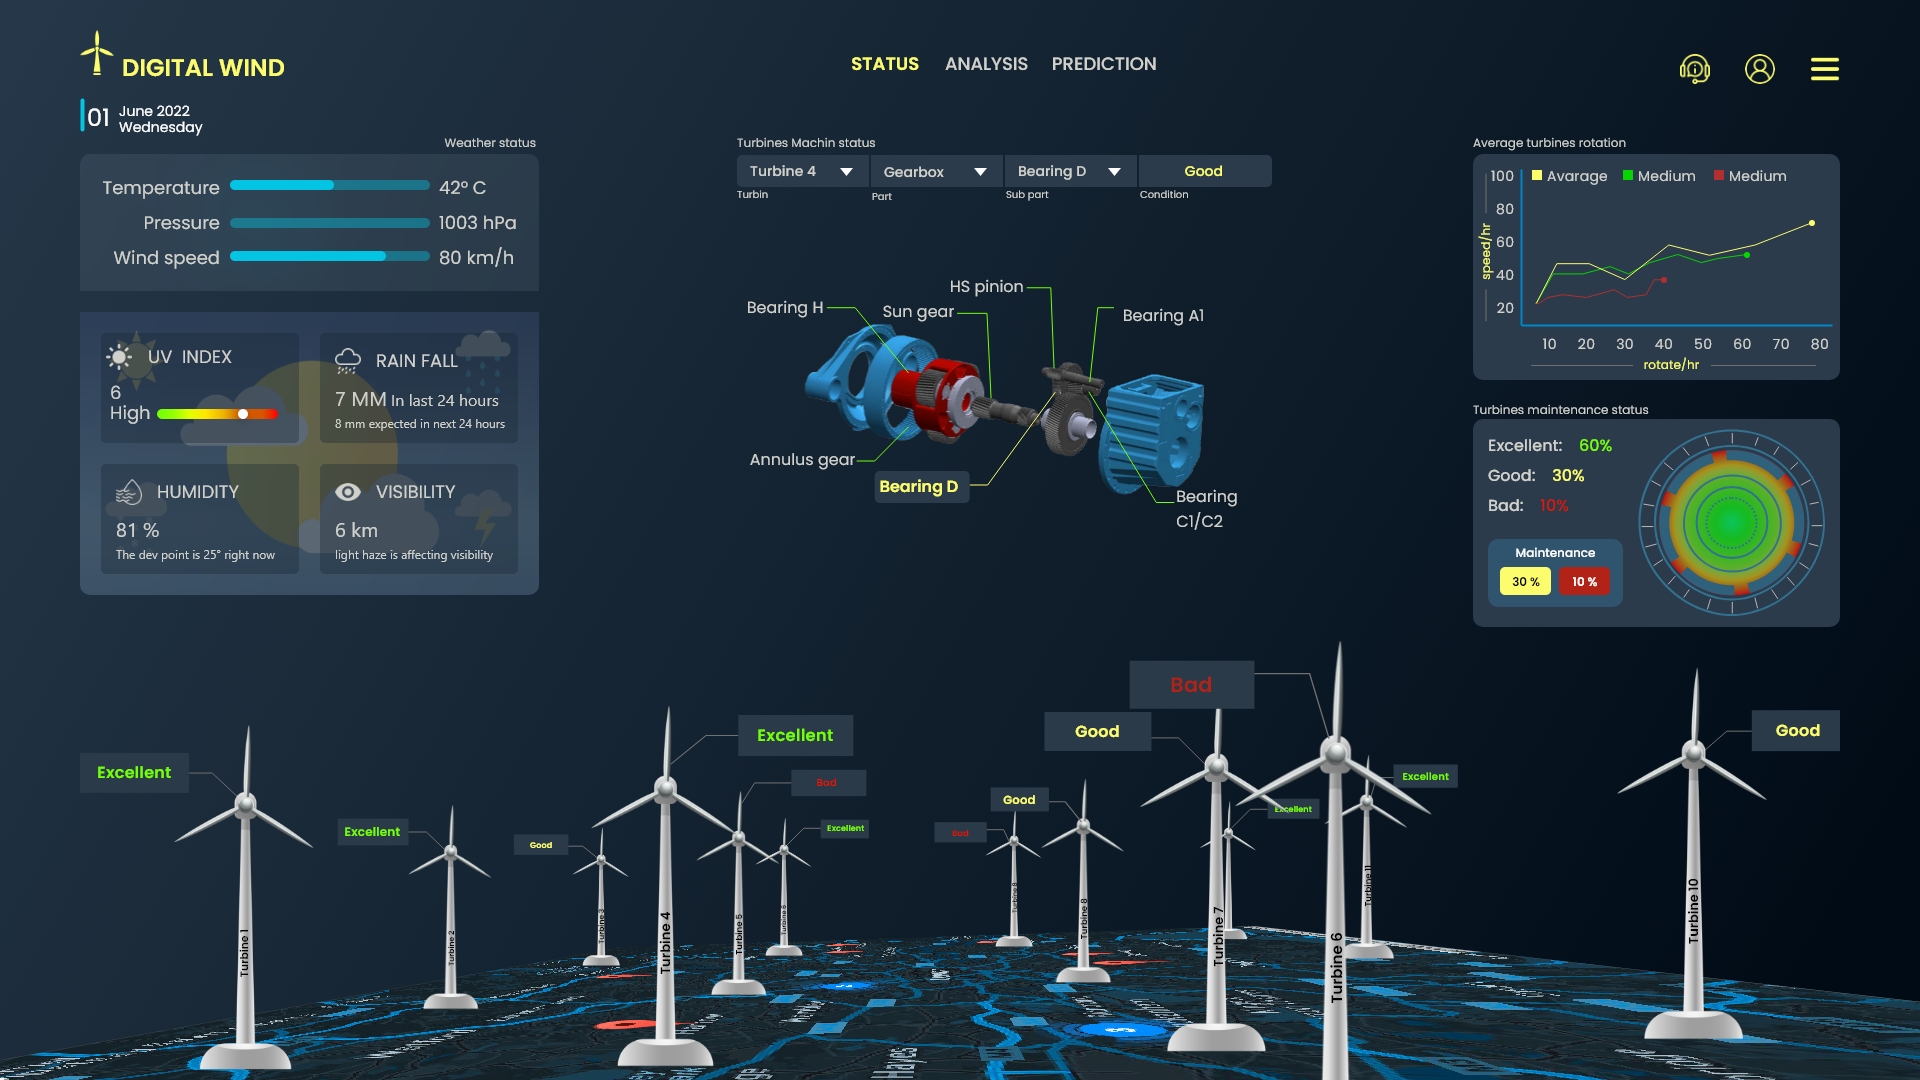 DIGITAL WIND
STATUS ANALYSIS PREDICTION
01
June 2022
Wednesday
Weather status
Temperature 42° C
Pressure 1003 hPa
Wind speed 80 km/h
UV INDEX
6
High
RAIN FALL
7 MM In last 24 hours
8 mm expected in next 24 hours
HUMIDITY
81 %
The dev point is 25° right now
VISIBILITY
6 km
light haze is affecting visibility
Turbines Machin status
Turbine 4 Gearbox Bearing D Good
Turbin Part Sub part Condition
HS pinion
Bearing H
Sun gear
Bearing A1
Annulus gear
Bearing D
Bearing
C1/C2
Average turbines rotation
Avarage Medium Medium
100
80
60
40
20
speed/hr
10 20 30 40 50 60 70 80
rotate/hr
Turbines maintenance status
Excellent: 60%
Good: 30%
Bad: 10%
Maintenance
30 % 10 %
Bad
Excellent
Good
Good
Excellent
Bad
Excellent
Good
Excellent
Excellent
Excellent
Bad
Good
Turbine 1
Turbine 2
Turbine 4
Turbine 5
Turbine 8
Turbine 7
Turbine 6
Turbine 11
Turbine 10
Hayes